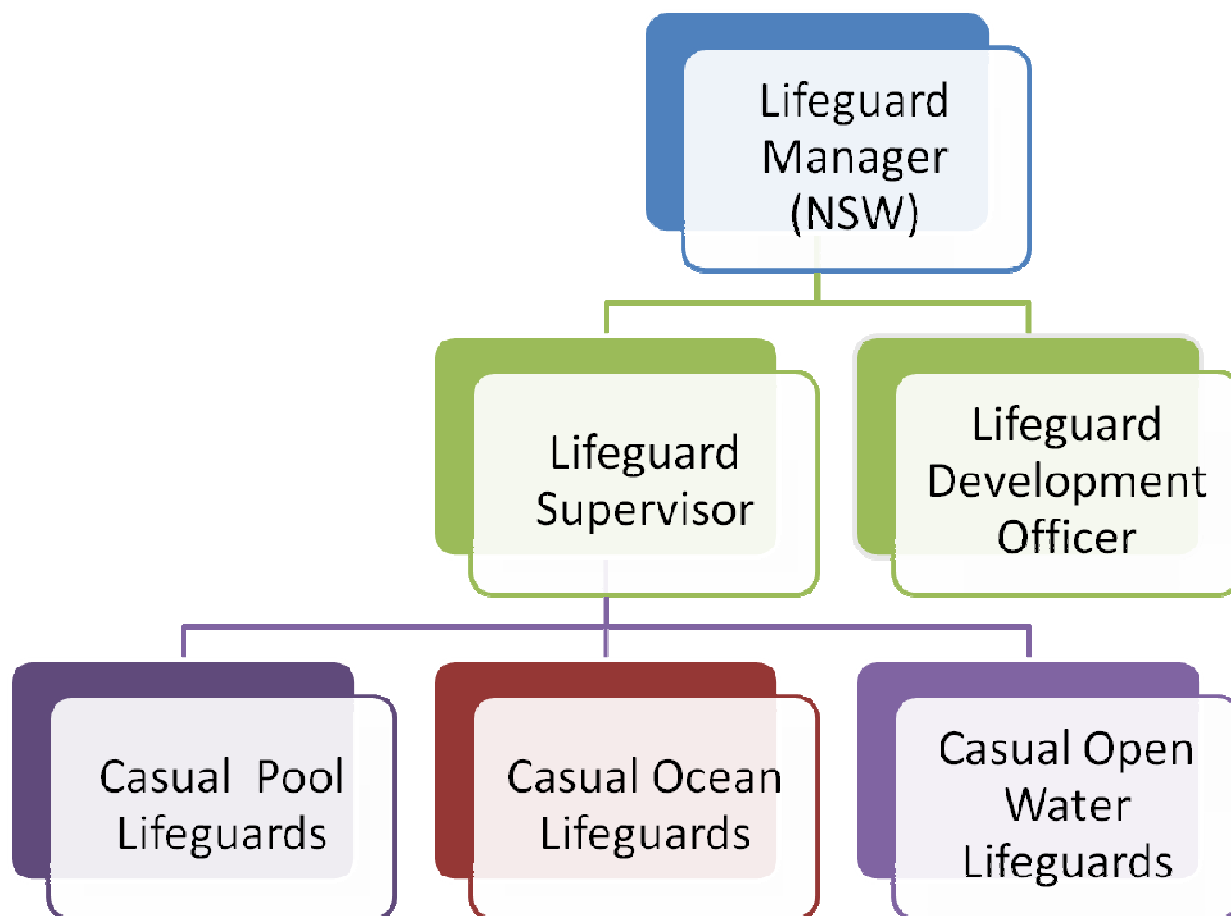 Lifeguard
Manager
(NSW)
Lifeguard
Supervisor
Lifeguard
Development
Officer
Casual  Pool
Lifeguards
Casual Ocean
Lifeguards
Casual Open
Water
Lifeguards